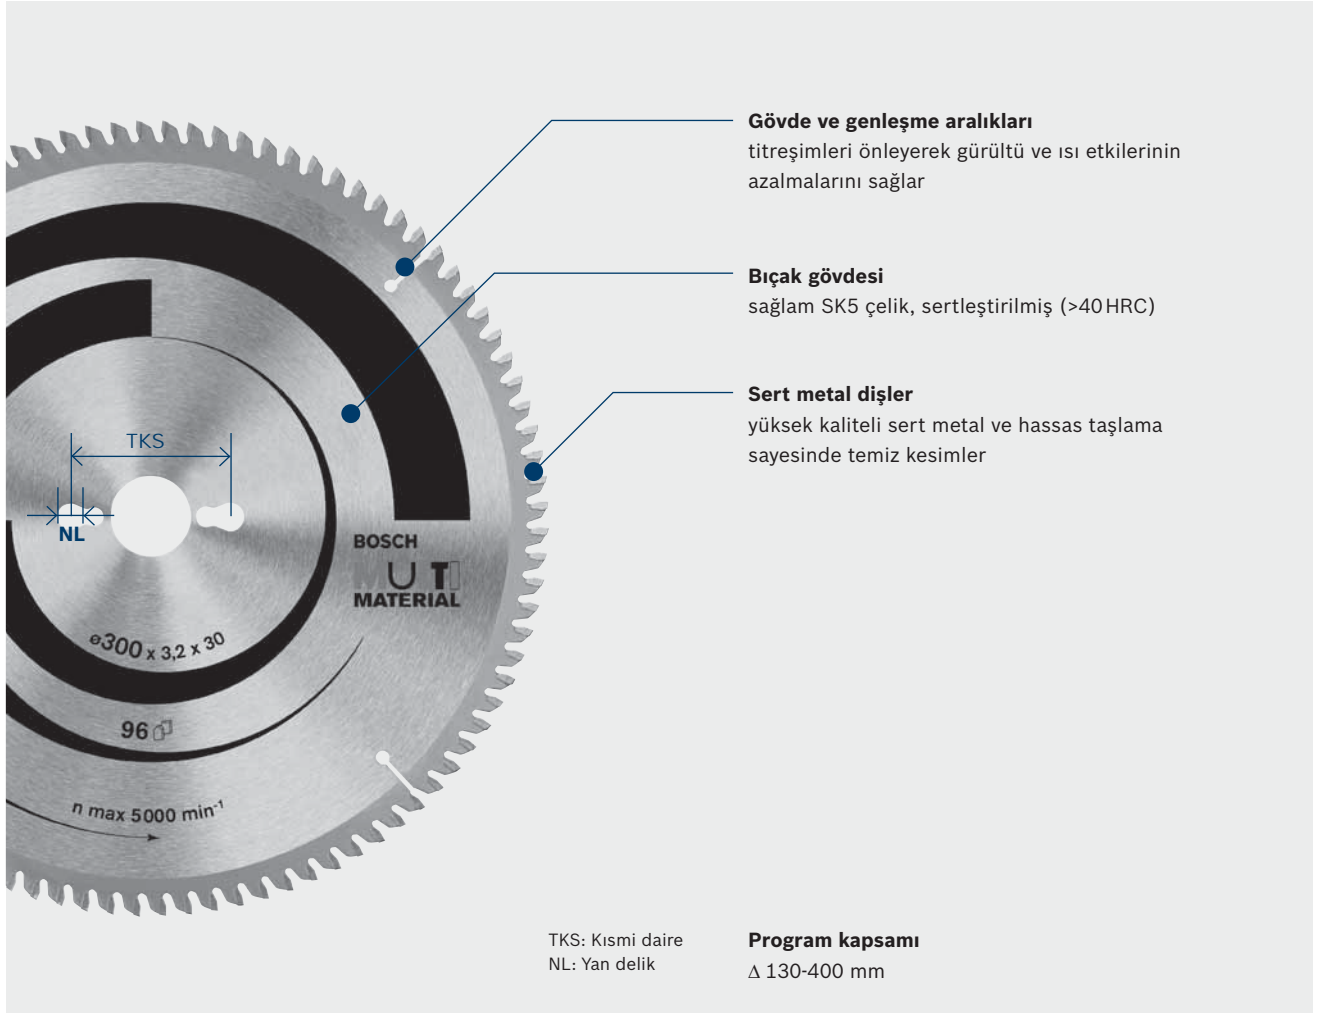 Gövde ve genleşme aralıkları
titreşimleri önleyerek gürültü ve ısı etkilerinin
azalmalarını sağlar
Bıçak gövdesi
sağlam SK5 çelik, sertleştirilmiş (>40 HRC)
Sert metal dişler
yüksek kaliteli sert metal ve hassas taşlama
sayesinde temiz kesimler
TKS
NL
BOSCH
MULTI
MATERIAL
ø300 x 3,2 x 30
96
n max 5000 min⁻¹
TKS: Kısmi daire
NL: Yan delik
Program kapsamı
Δ 130-400 mm